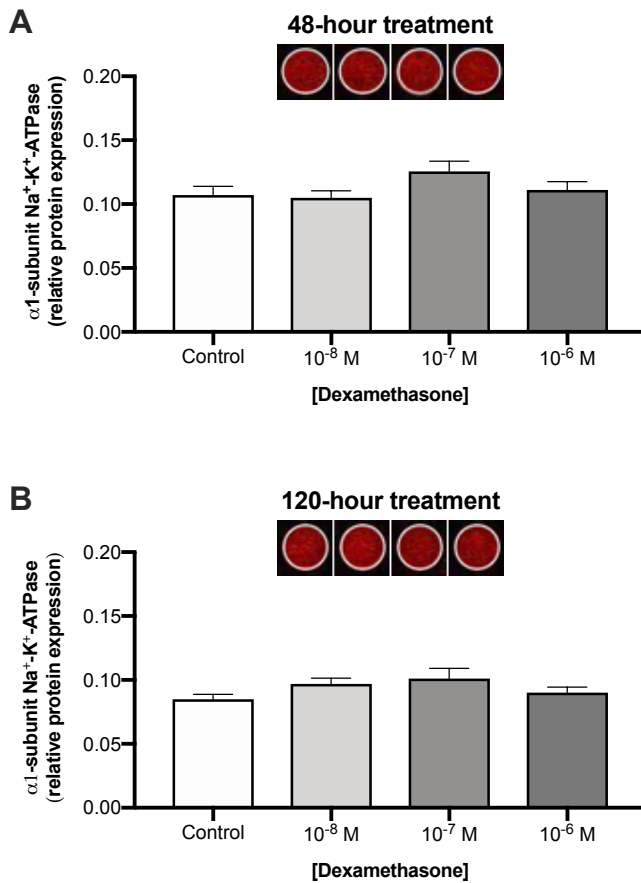 A
48-hour treatment
α1-subunit Na⁺-K⁺-ATPase
(relative protein expression)
0.20
0.15
0.10
0.05
0.00
Control 10⁻⁸ M 10⁻⁷ M 10⁻⁶ M
[Dexamethasone]
B
120-hour treatment
α1-subunit Na⁺-K⁺-ATPase
(relative protein expression)
0.20
0.15
0.10
0.05
0.00
Control 10⁻⁸ M 10⁻⁷ M 10⁻⁶ M
[Dexamethasone]